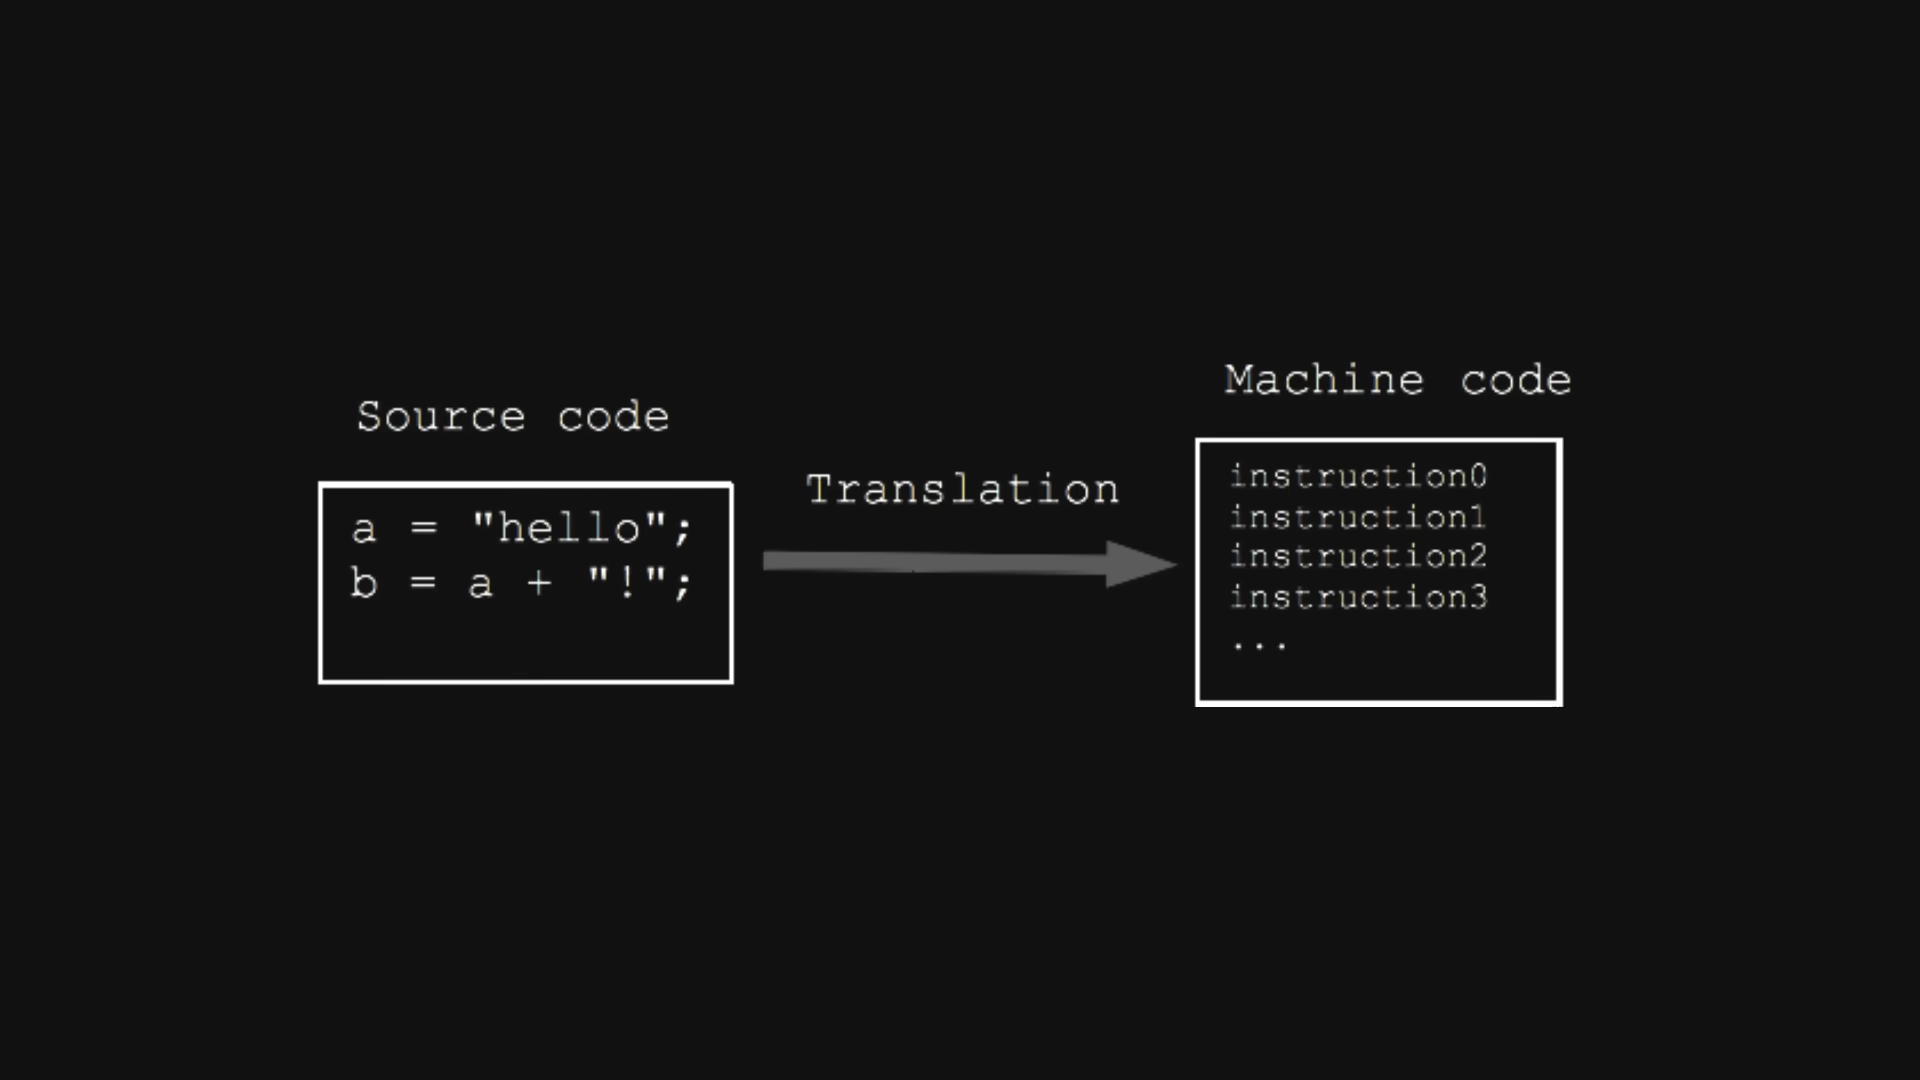 Source code
a = "hello";
b = a + "!";
Translation
Machine code
instruction0
instruction1
instruction2
instruction3
...